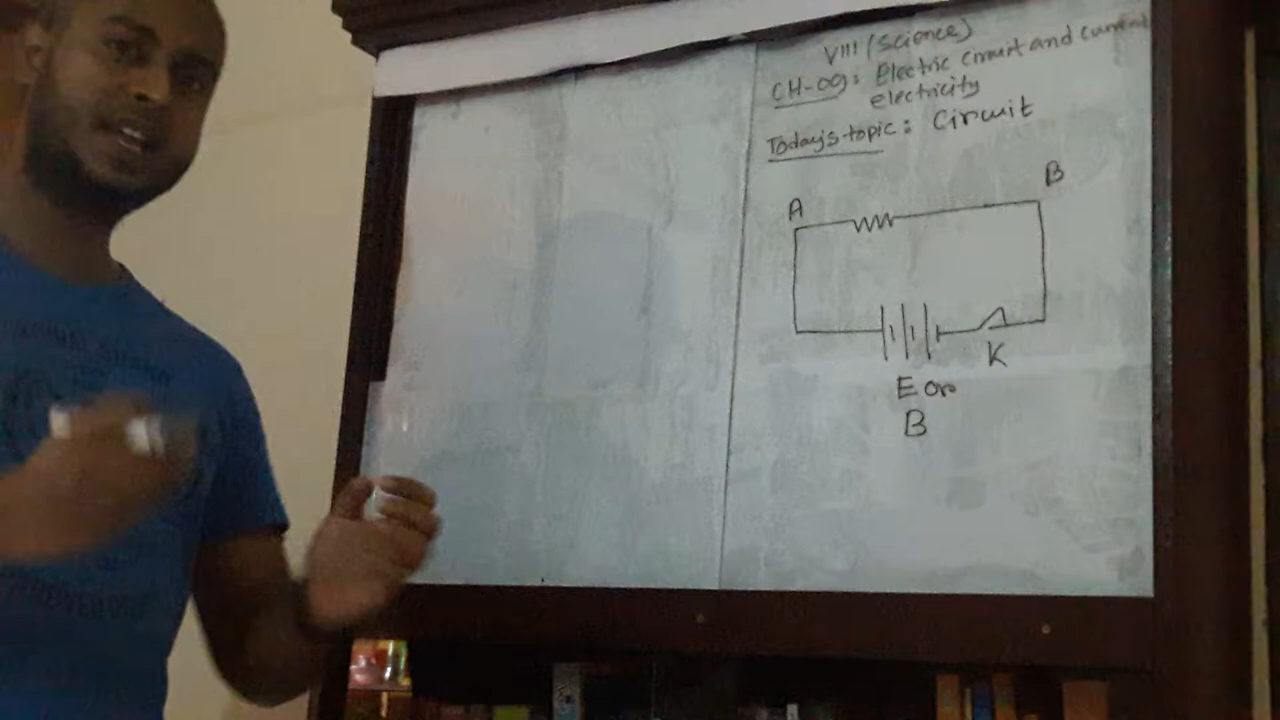 VIII (Science)
CH-09: Electric Circuit and current
electricity
Today's topic: Circuit
A
B
K
E or
B